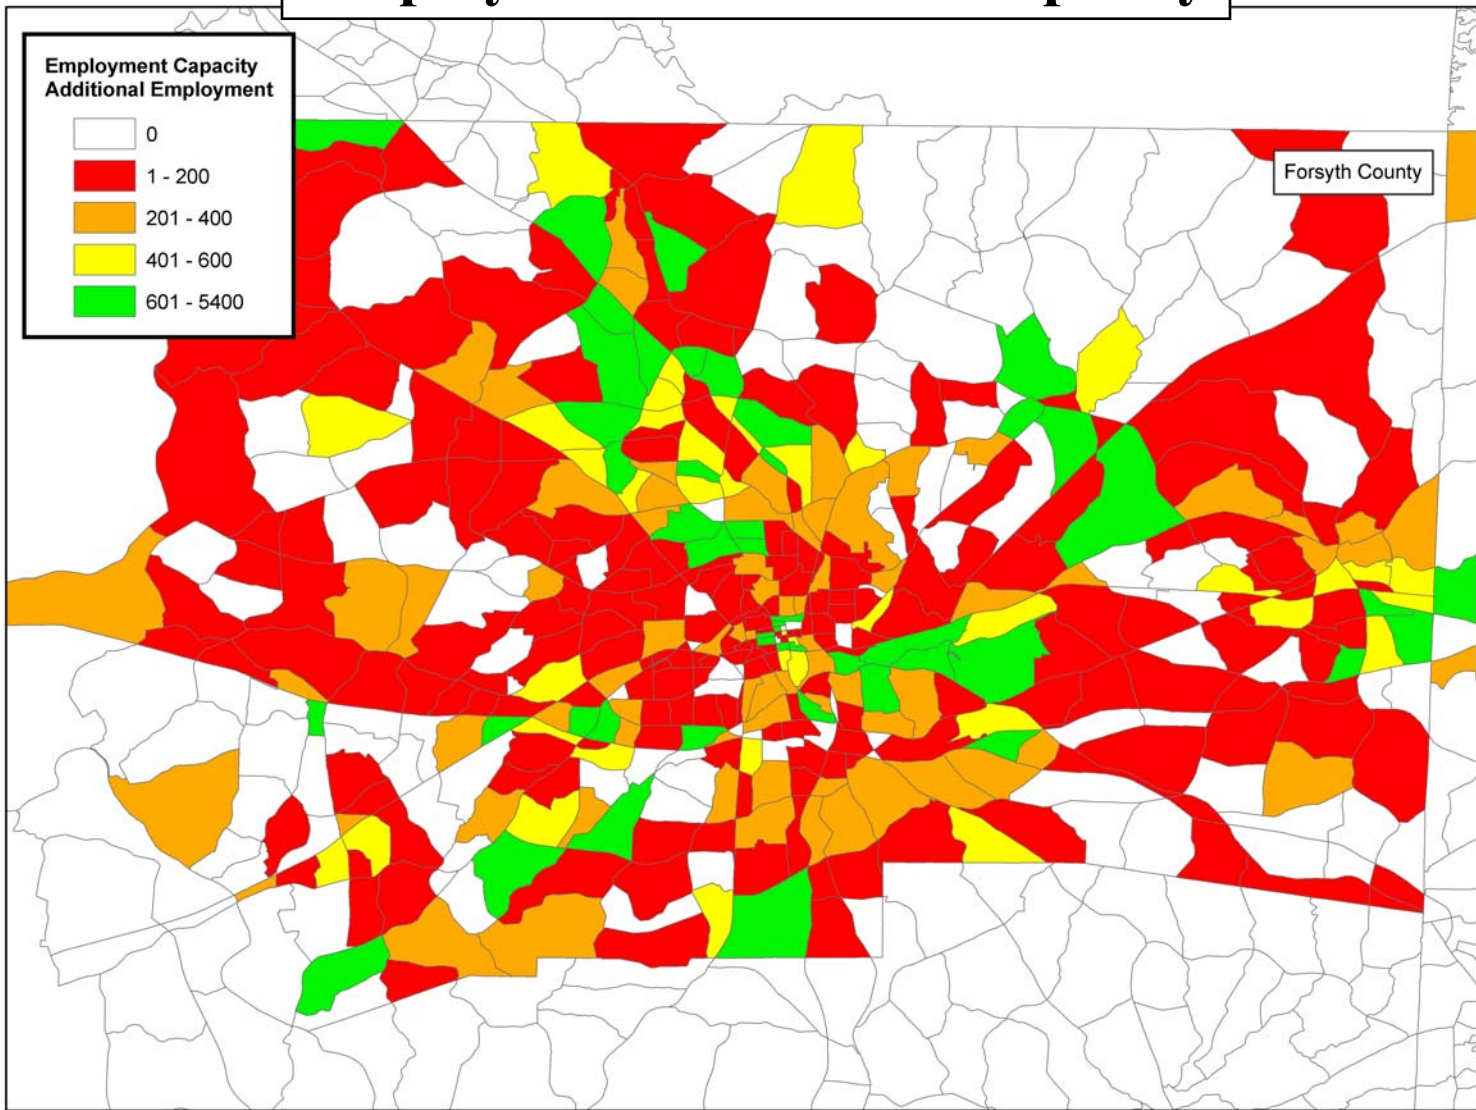 Employment Capacity
Additional Employment
0
1 - 200
201 - 400
401 - 600
601 - 5400
Forsyth County